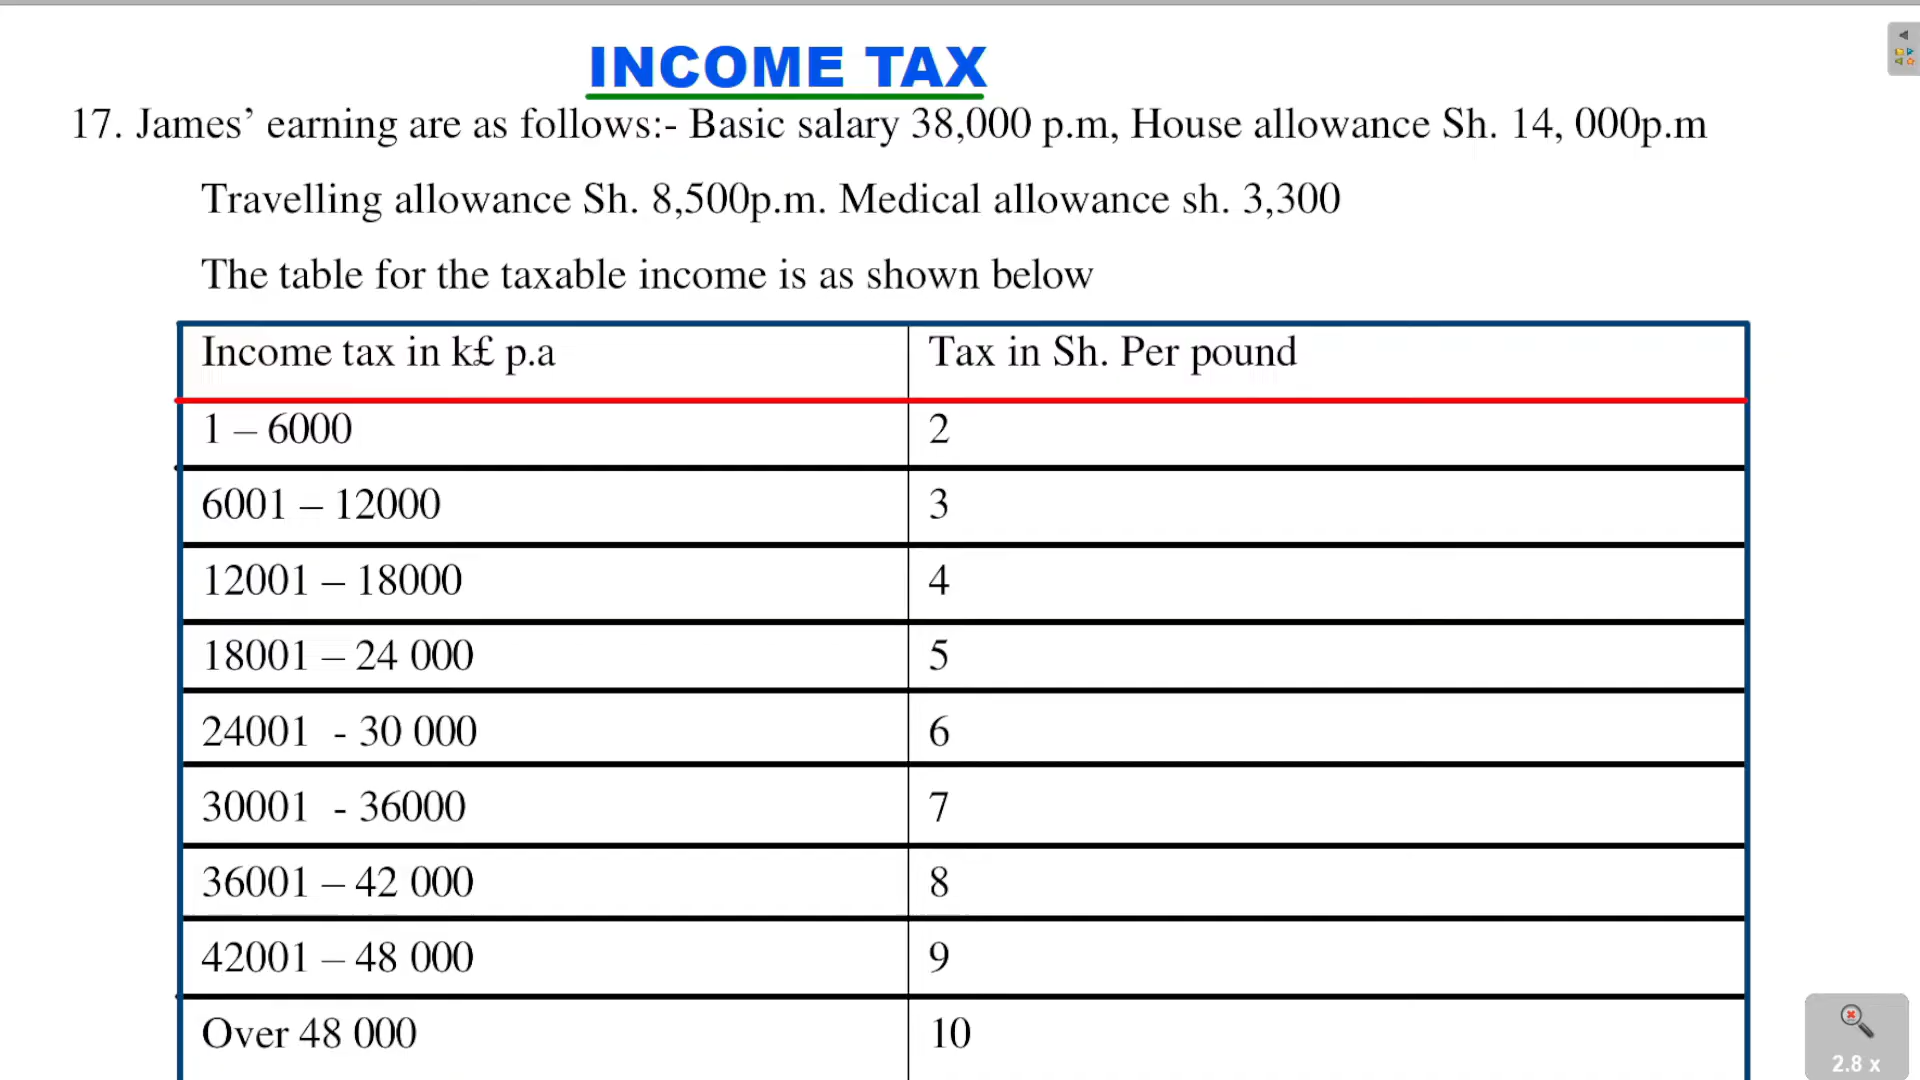 INCOME TAX
17. James’ earning are as follows:- Basic salary 38,000 p.m, House allowance Sh. 14, 000p.m
Travelling allowance Sh. 8,500p.m. Medical allowance sh. 3,300
The table for the taxable income is as shown below
Income tax in k£ p.a Tax in Sh. Per pound
1 – 6000 2
6001 – 12000 3
12001 – 18000 4
18001 – 24 000 5
24001 - 30 000 6
30001 - 36000 7
36001 – 42 000 8
42001 – 48 000 9
Over 48 000 10
2.8 x